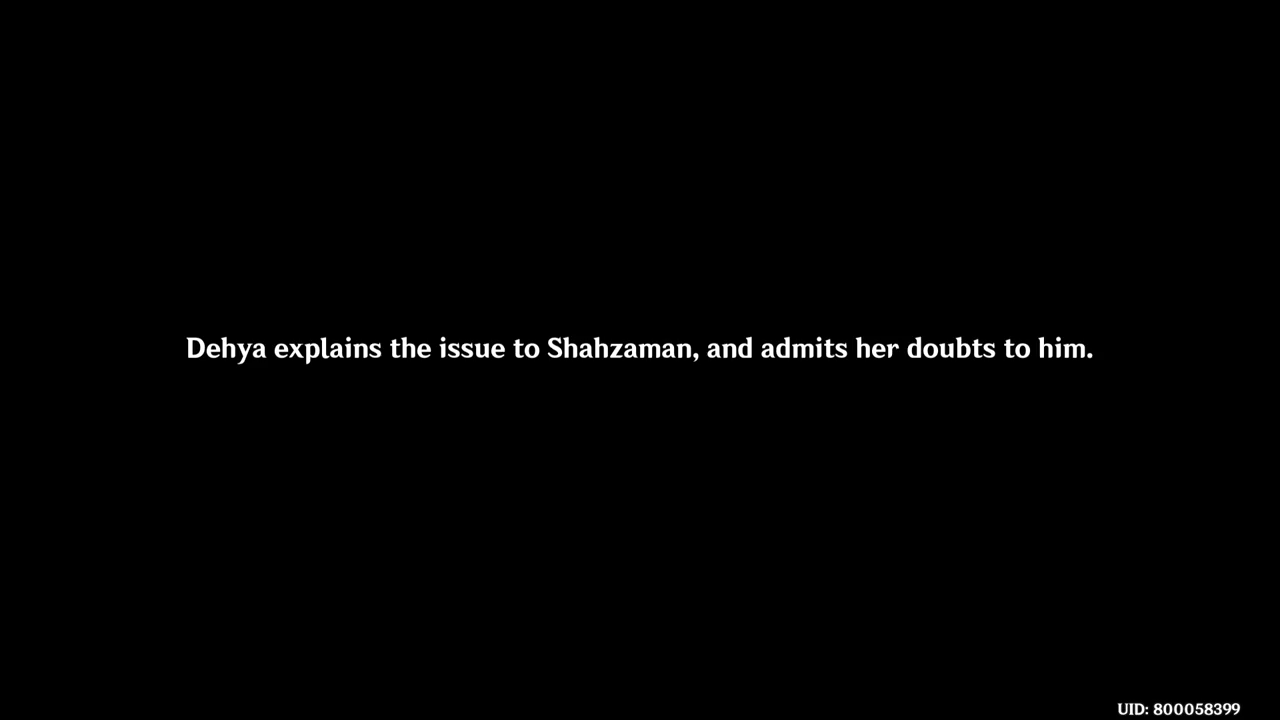 Dehya explains the issue to Shahzaman, and admits her doubts to him.
UID: 800058399